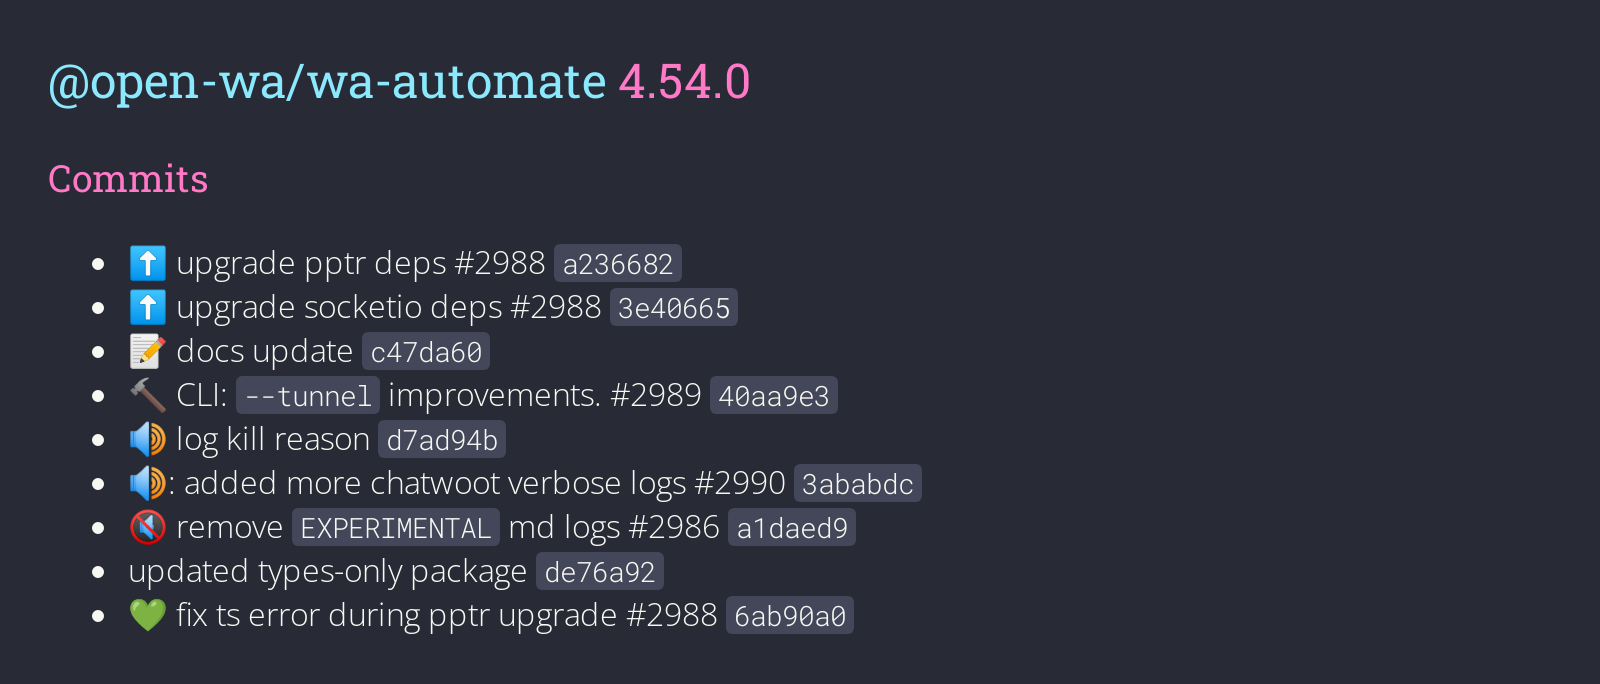 @open-wa/wa-automate 4.54.0
Commits
• ⬆️ upgrade pptr deps #2988 a236682
• ⬆️ upgrade socketio deps #2988 3e40665
• 📝 docs update c47da60
• 🔨 CLI: --tunnel improvements. #2989 40aa9e3
• 🔊 log kill reason d7ad94b
• 🔊: added more chatwoot verbose logs #2990 3ababdc
• 🔇 remove EXPERIMENTAL md logs #2986 a1daed9
• updated types-only package de76a92
• 💚 fix ts error during pptr upgrade #2988 6ab90a0